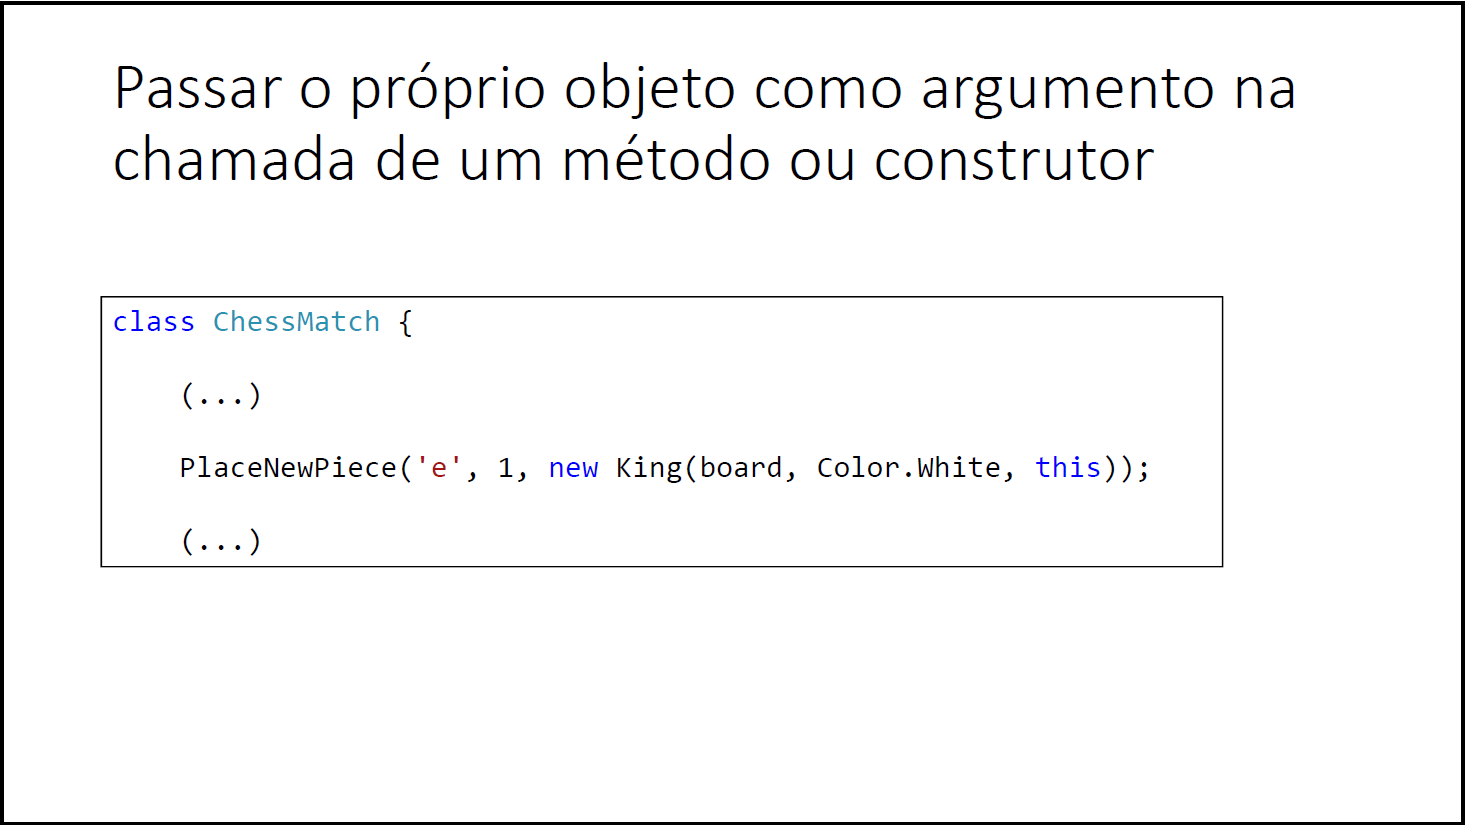 Passar o próprio objeto como argumento na
chamada de um método ou construtor
class ChessMatch {
(...)
PlaceNewPiece('e', 1, new King(board, Color.White, this));
(...)